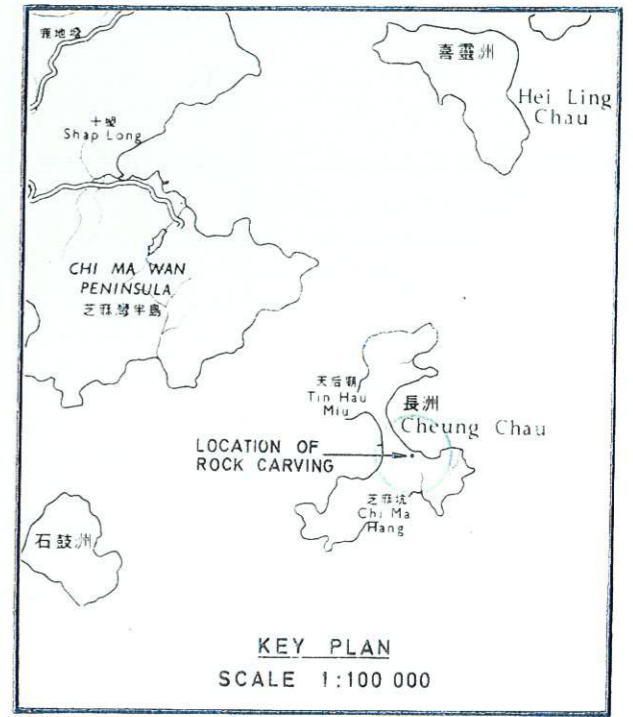 十塱
Shap Long
喜靈洲
Hei Ling
Chau
CHI MA WAN
PENINSULA
芝麻灣半島
天后廟
Tin Hau
Miu
長洲
Cheung Chau
LOCATION OF
ROCK CARVING
芝麻坑
Chi Ma
Hang
石鼓洲
KEY PLAN
SCALE 1:100 000